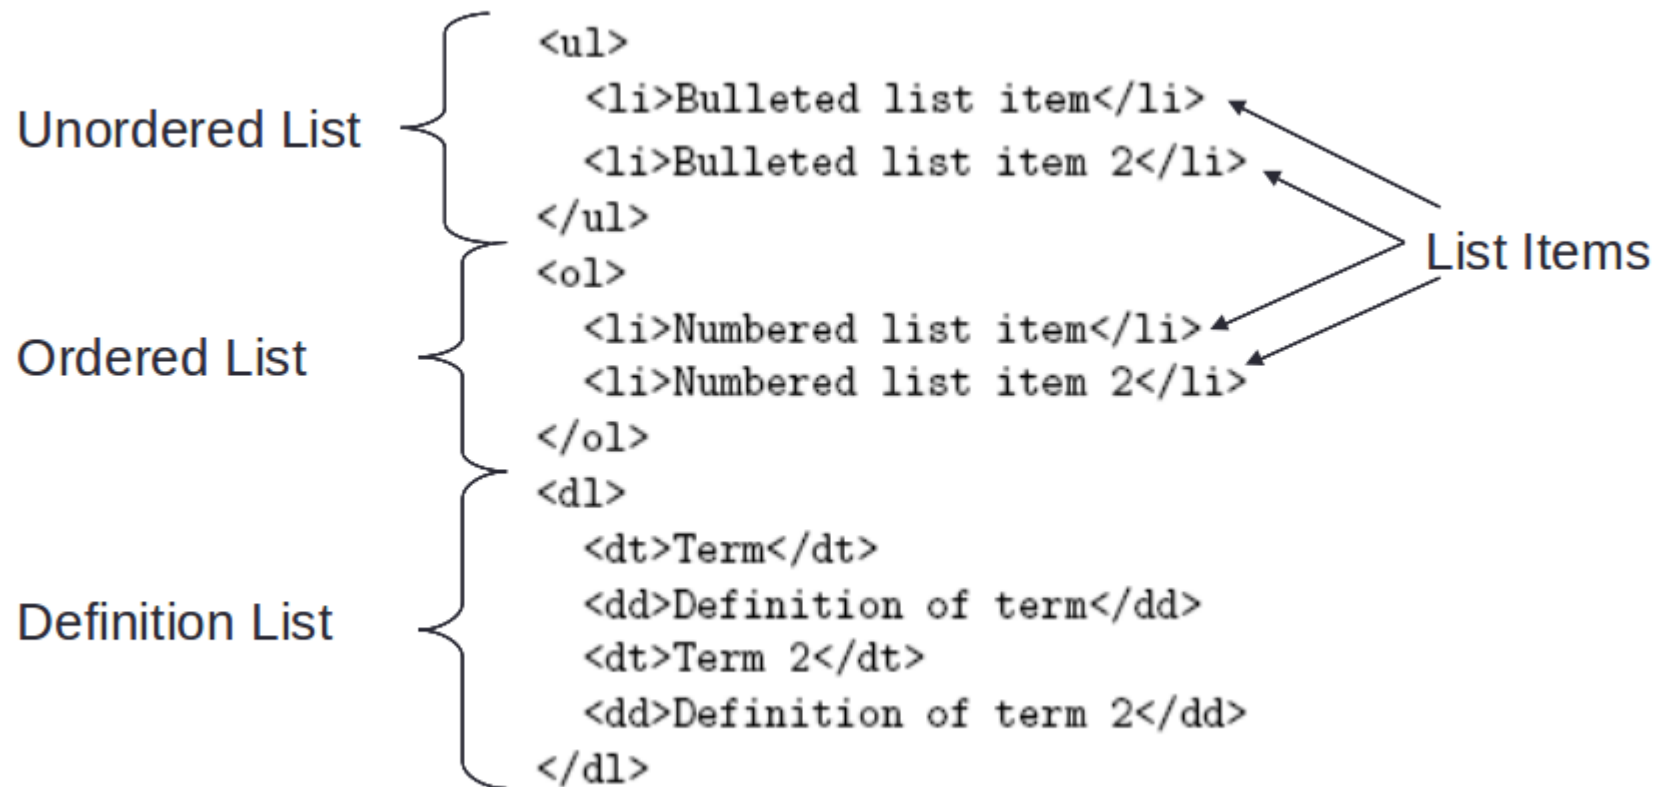 Unordered List
<ul>
<li>Bulleted list item</li>
<li>Bulleted list item 2</li>
</ul>
Ordered List
<ol>
<li>Numbered list item</li>
<li>Numbered list item 2</li>
</ol>
List Items
Definition List
<dl>
<dt>Term</dt>
<dd>Definition of term</dd>
<dt>Term 2</dt>
<dd>Definition of term 2</dd>
</dl>